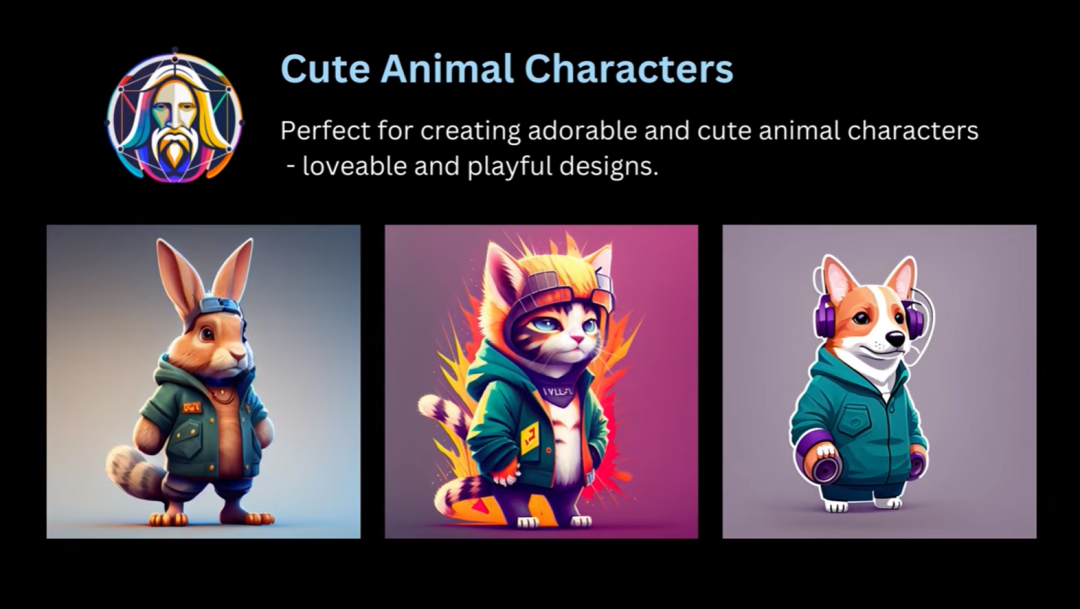 Cute Animal Characters
Perfect for creating adorable and cute animal characters
- loveable and playful designs.